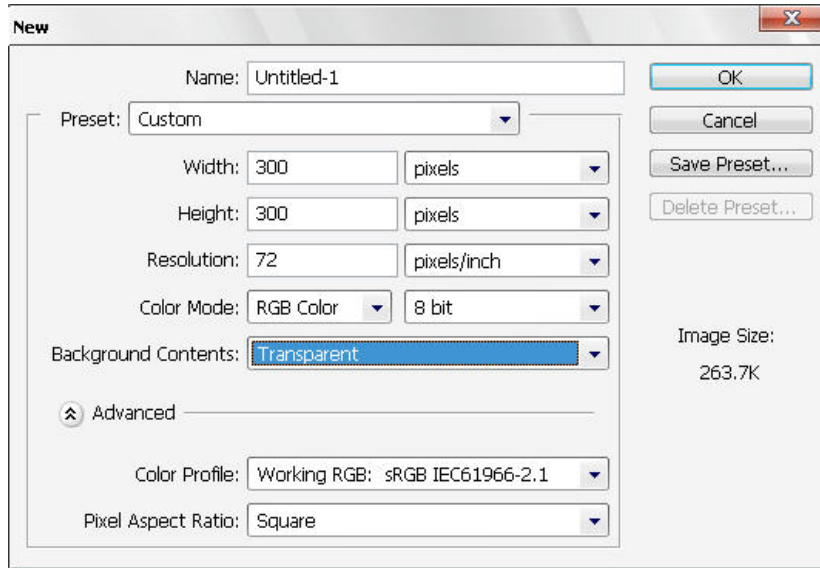 New
Name: Untitled-1
OK
Preset: Custom
Cancel
Width: 300 pixels
Save Preset...
Height: 300 pixels
Delete Preset...
Resolution: 72 pixels/inch
Color Mode: RGB Color 8 bit
Background Contents: Transparent
Image Size:
263.7K
Advanced
Color Profile: Working RGB: sRGB IEC61966-2.1
Pixel Aspect Ratio: Square